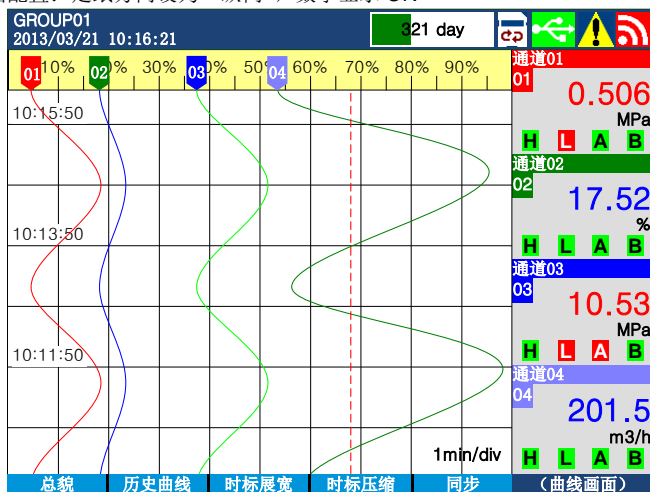 GROUP01
2013/03/21 10:16:21
321 day
10% 20% 30% 40% 50% 60% 70% 80% 90%
01 02 03 04
10:15:50
10:13:50
10:11:50
1min/div
通道01
01
0.506
MPa
H L A B
通道02
02
17.52
%
H L A B
通道03
03
10.53
MPa
H L A B
通道04
04
201.5
m3/h
H L A B
总貌 历史曲线 时标展宽 时标压缩 同步 （曲线画面）